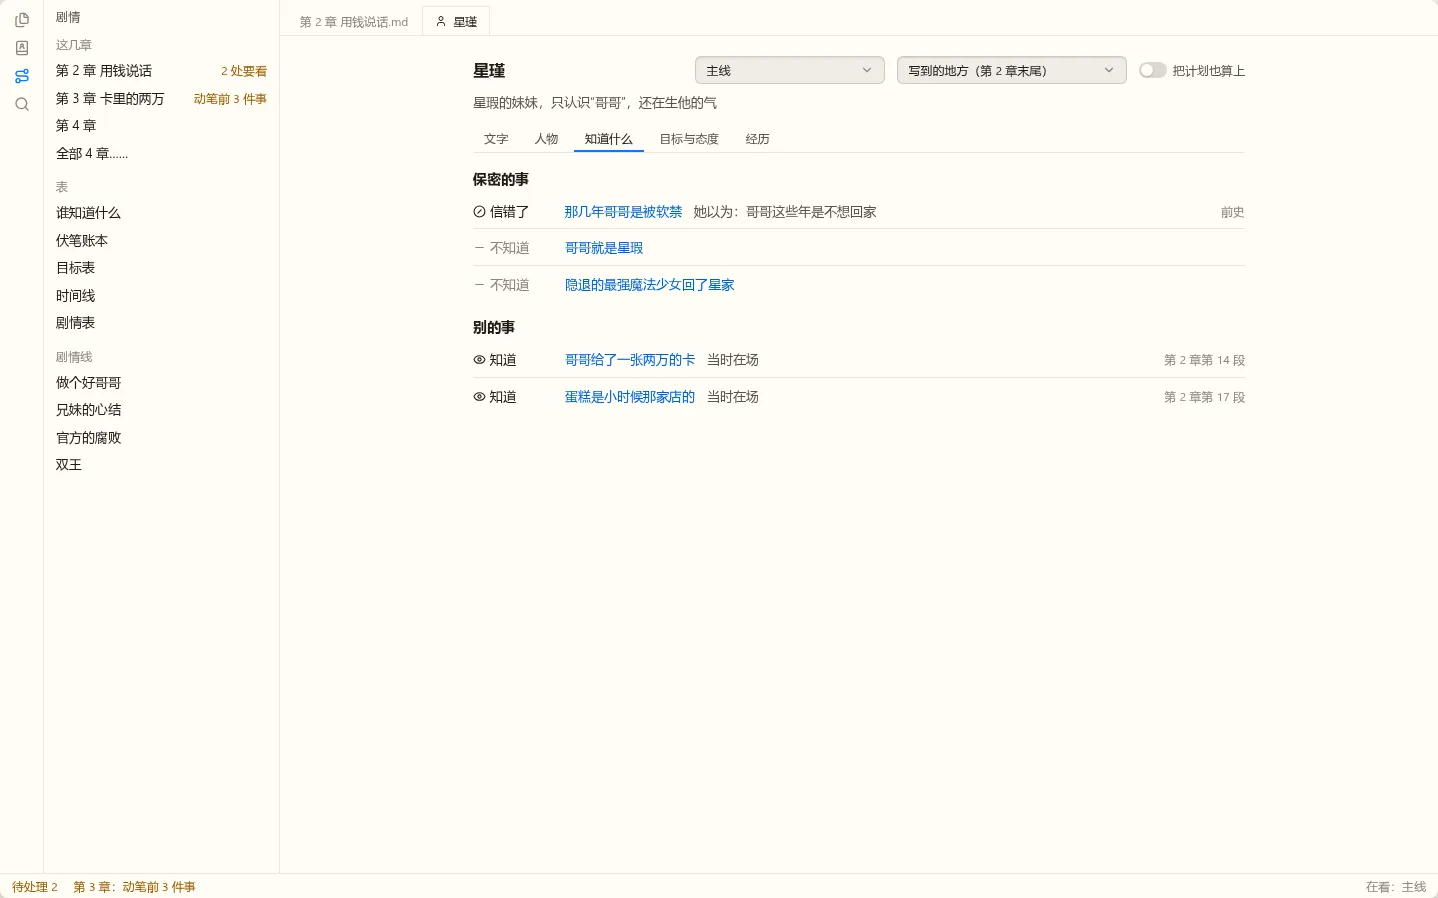 剧情
这几章
第 2 章 用钱说话 2 处要看
第 3 章 卡里的两万 动笔前 3 件事
第 4 章
全部 4 章……
表
谁知道什么
伏笔账本
目标表
时间线
剧情表
剧情线
做个好哥哥
兄妹的心结
官方的腐败
双王
第 2 章 用钱说话.md 星瑾
星瑾 主线 写到的地方（第 2 章末尾） 把计划也算上
星瑕的妹妹，只认识“哥哥”，还在生他的气
文字 人物 知道什么 目标与态度 经历
保密的事
信错了 那几年哥哥是被软禁 她以为：哥哥这些年是不想回家 前史
不知道 哥哥就是星瑕
不知道 隐退的最强魔法少女回了星家
别的事
知道 哥哥给了一张两万的卡 当时在场 第 2 章第 14 段
知道 蛋糕是小时候那家店的 当时在场 第 2 章第 17 段
待处理 2 第 3 章：动笔前 3 件事 在看：主线